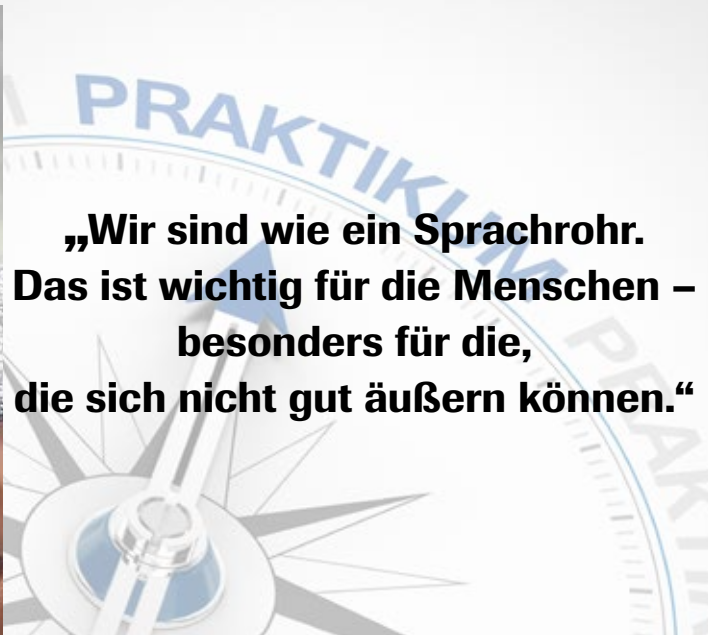 PRAKTIKUM
PRAKTI
„Wir sind wie ein Sprachrohr.
Das ist wichtig für die Menschen –
besonders für die,
die sich nicht gut äußern können.“